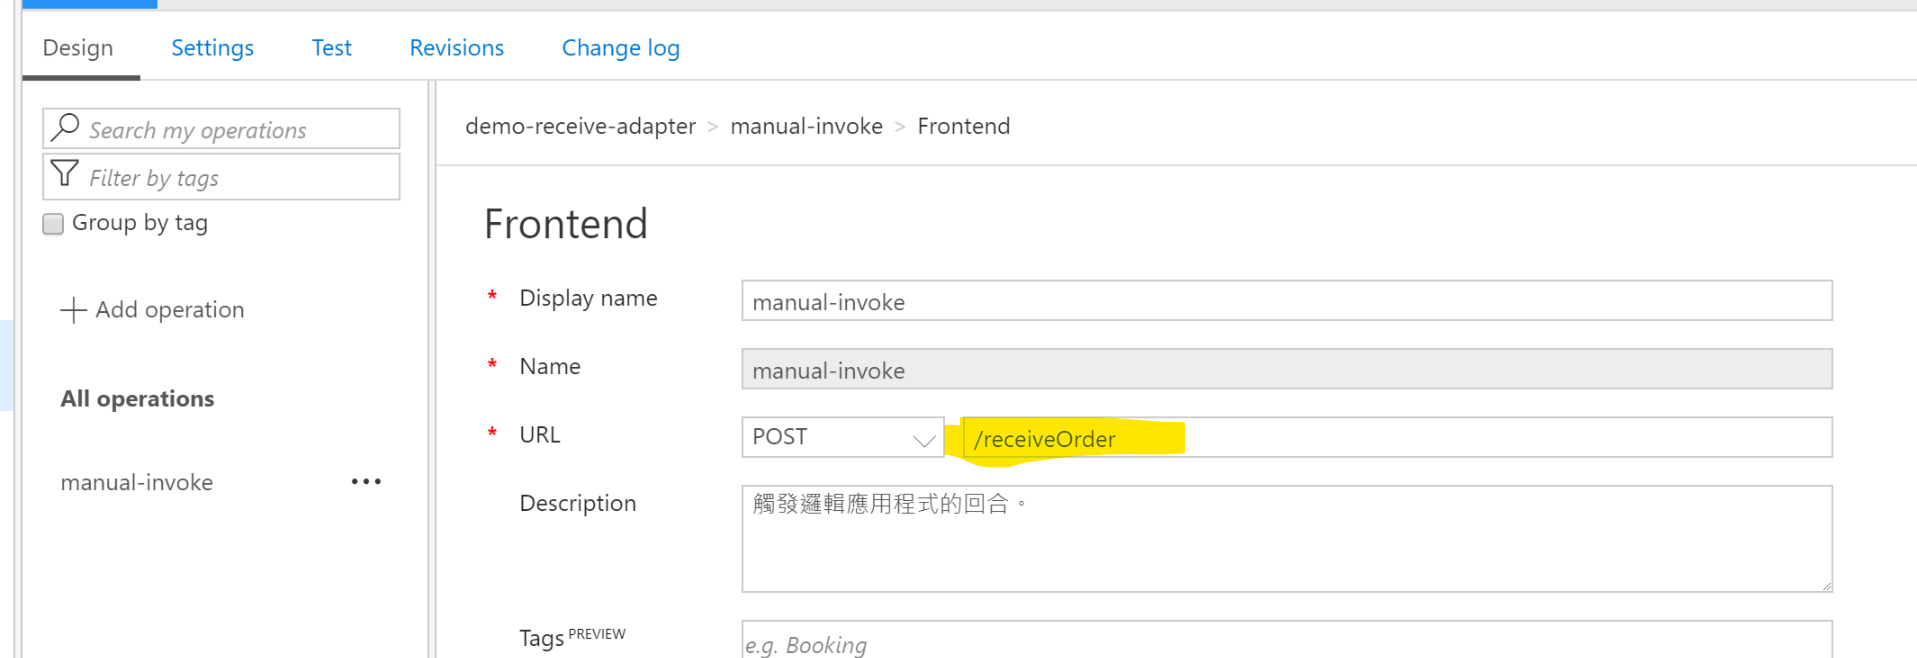 Design Settings Test Revisions Change log
Search my operations
Filter by tags
Group by tag
Add operation
All operations
manual-invoke •••
demo-receive-adapter > manual-invoke > Frontend
Frontend
* Display name manual-invoke
* Name manual-invoke
* URL POST /receiveOrder
Description 觸發邏輯應用程式的回合。
Tags PREVIEW e.g. Booking